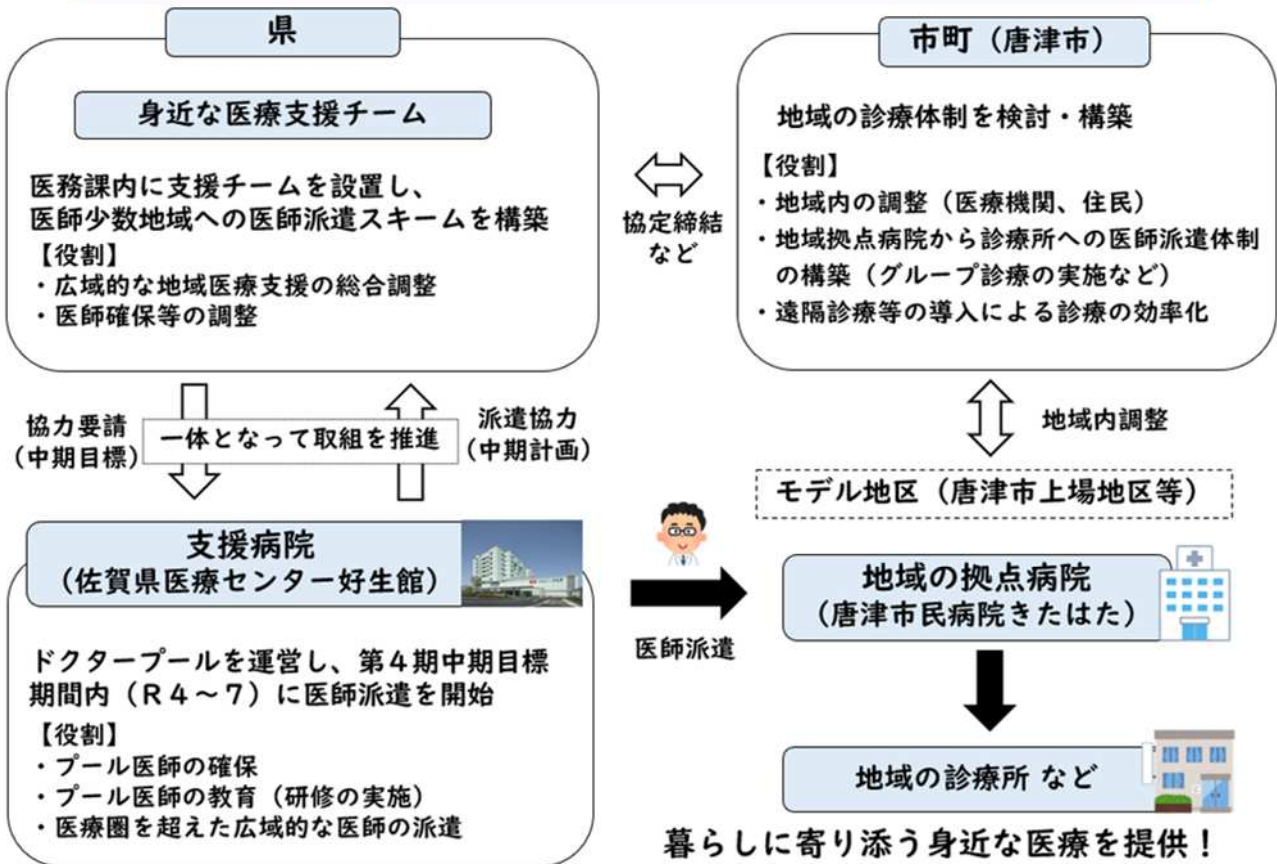 県
身近な医療支援チーム
医務課内に支援チームを設置し、
医師少数地域への医師派遣スキームを構築
【役割】
・広域的な地域医療支援の総合調整
・医師確保等の調整
協定締結
など
市町（唐津市）
地域の診療体制を検討・構築
【役割】
・地域内の調整（医療機関、住民）
・地域拠点病院から診療所への医師派遣体制
の構築（グループ診療の実施など）
・遠隔診療等の導入による診療の効率化
協力要請
（中期目標）
一体となって取組を推進
派遣協力
（中期計画）
地域内調整
モデル地区（唐津市上場地区等）
支援病院
（佐賀県医療センター好生館）
ドクタープールを運営し、第４期中期目標
期間内（Ｒ４～７）に医師派遣を開始
【役割】
・プール医師の確保
・プール医師の教育（研修の実施）
・医療圏を超えた広域的な医師の派遣
医師派遣
地域の拠点病院
（唐津市民病院きたはた）
地域の診療所 など
暮らしに寄り添う身近な医療を提供！